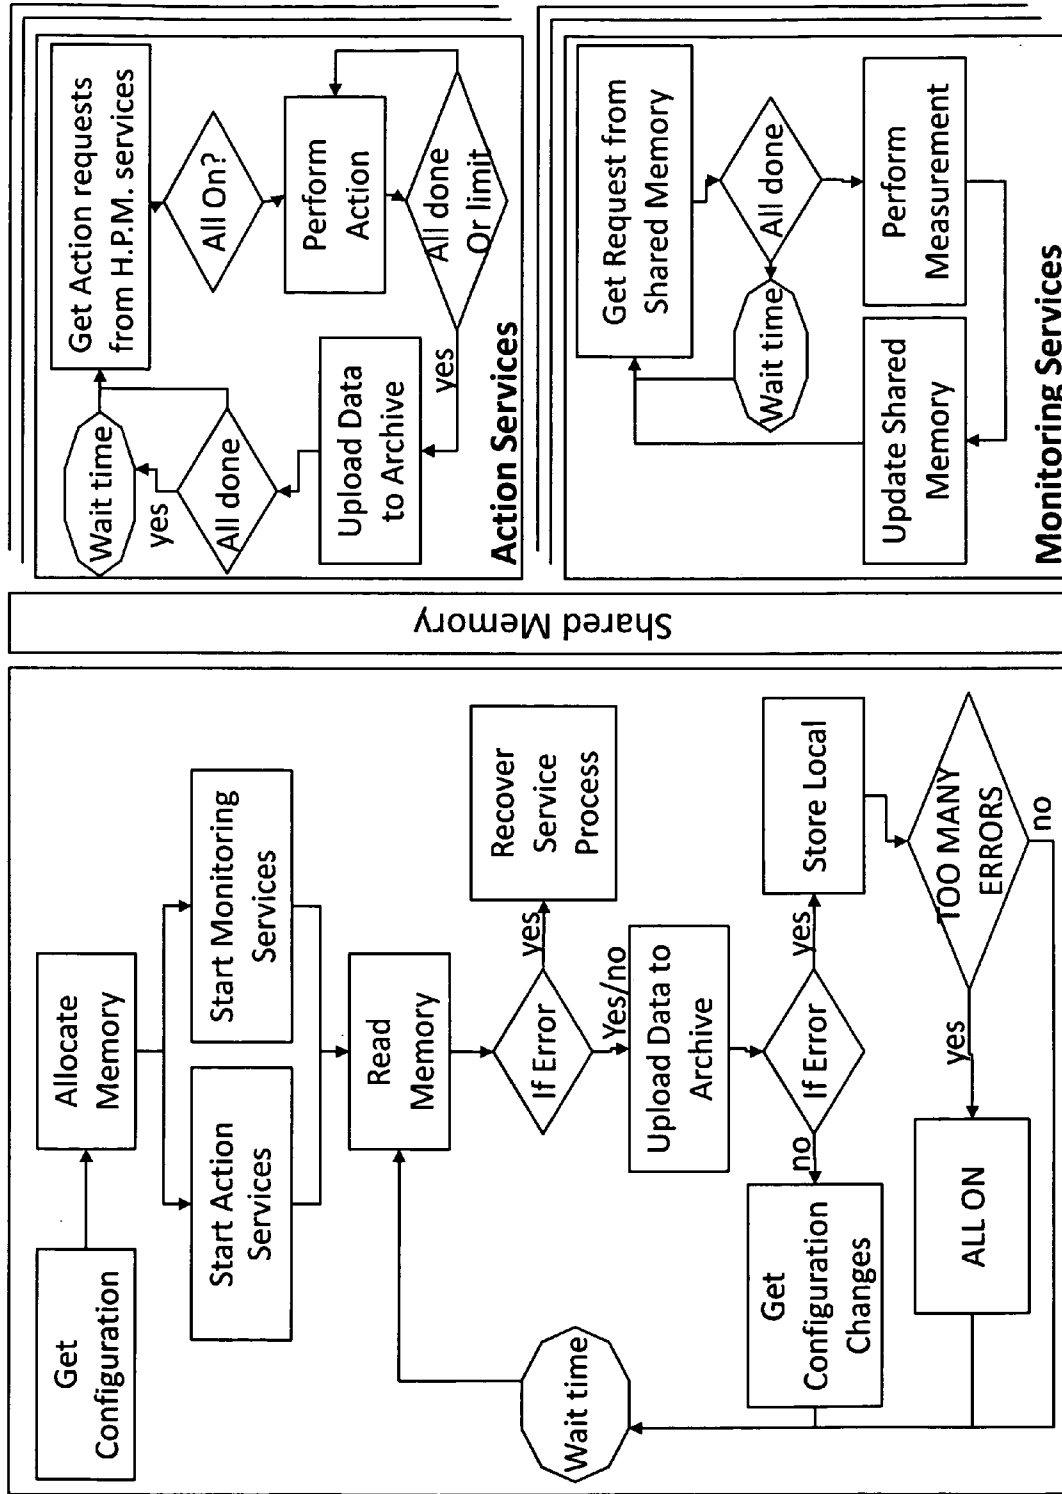 Get
Configuration
Allocate
Memory
Start Action
Services
Start Monitoring
Services
Read
Memory
If Error
yes
Recover
Service
Process
Yes/no
Upload Data to
Archive
If Error
no
yes
Get
Configuration
Changes
Store Local
TOO MANY
ERRORS
yes
no
ALL ON
Wait time
Shared Memory
Get Action requests
from H.P.M. services
All On?
Perform
Action
All done
Or limit
yes
Upload Data
to Archive
All done
yes
Wait time
Action Services
Get Request from
Shared Memory
All done
Wait time
Perform
Measurement
Update Shared
Memory
Monitoring Services